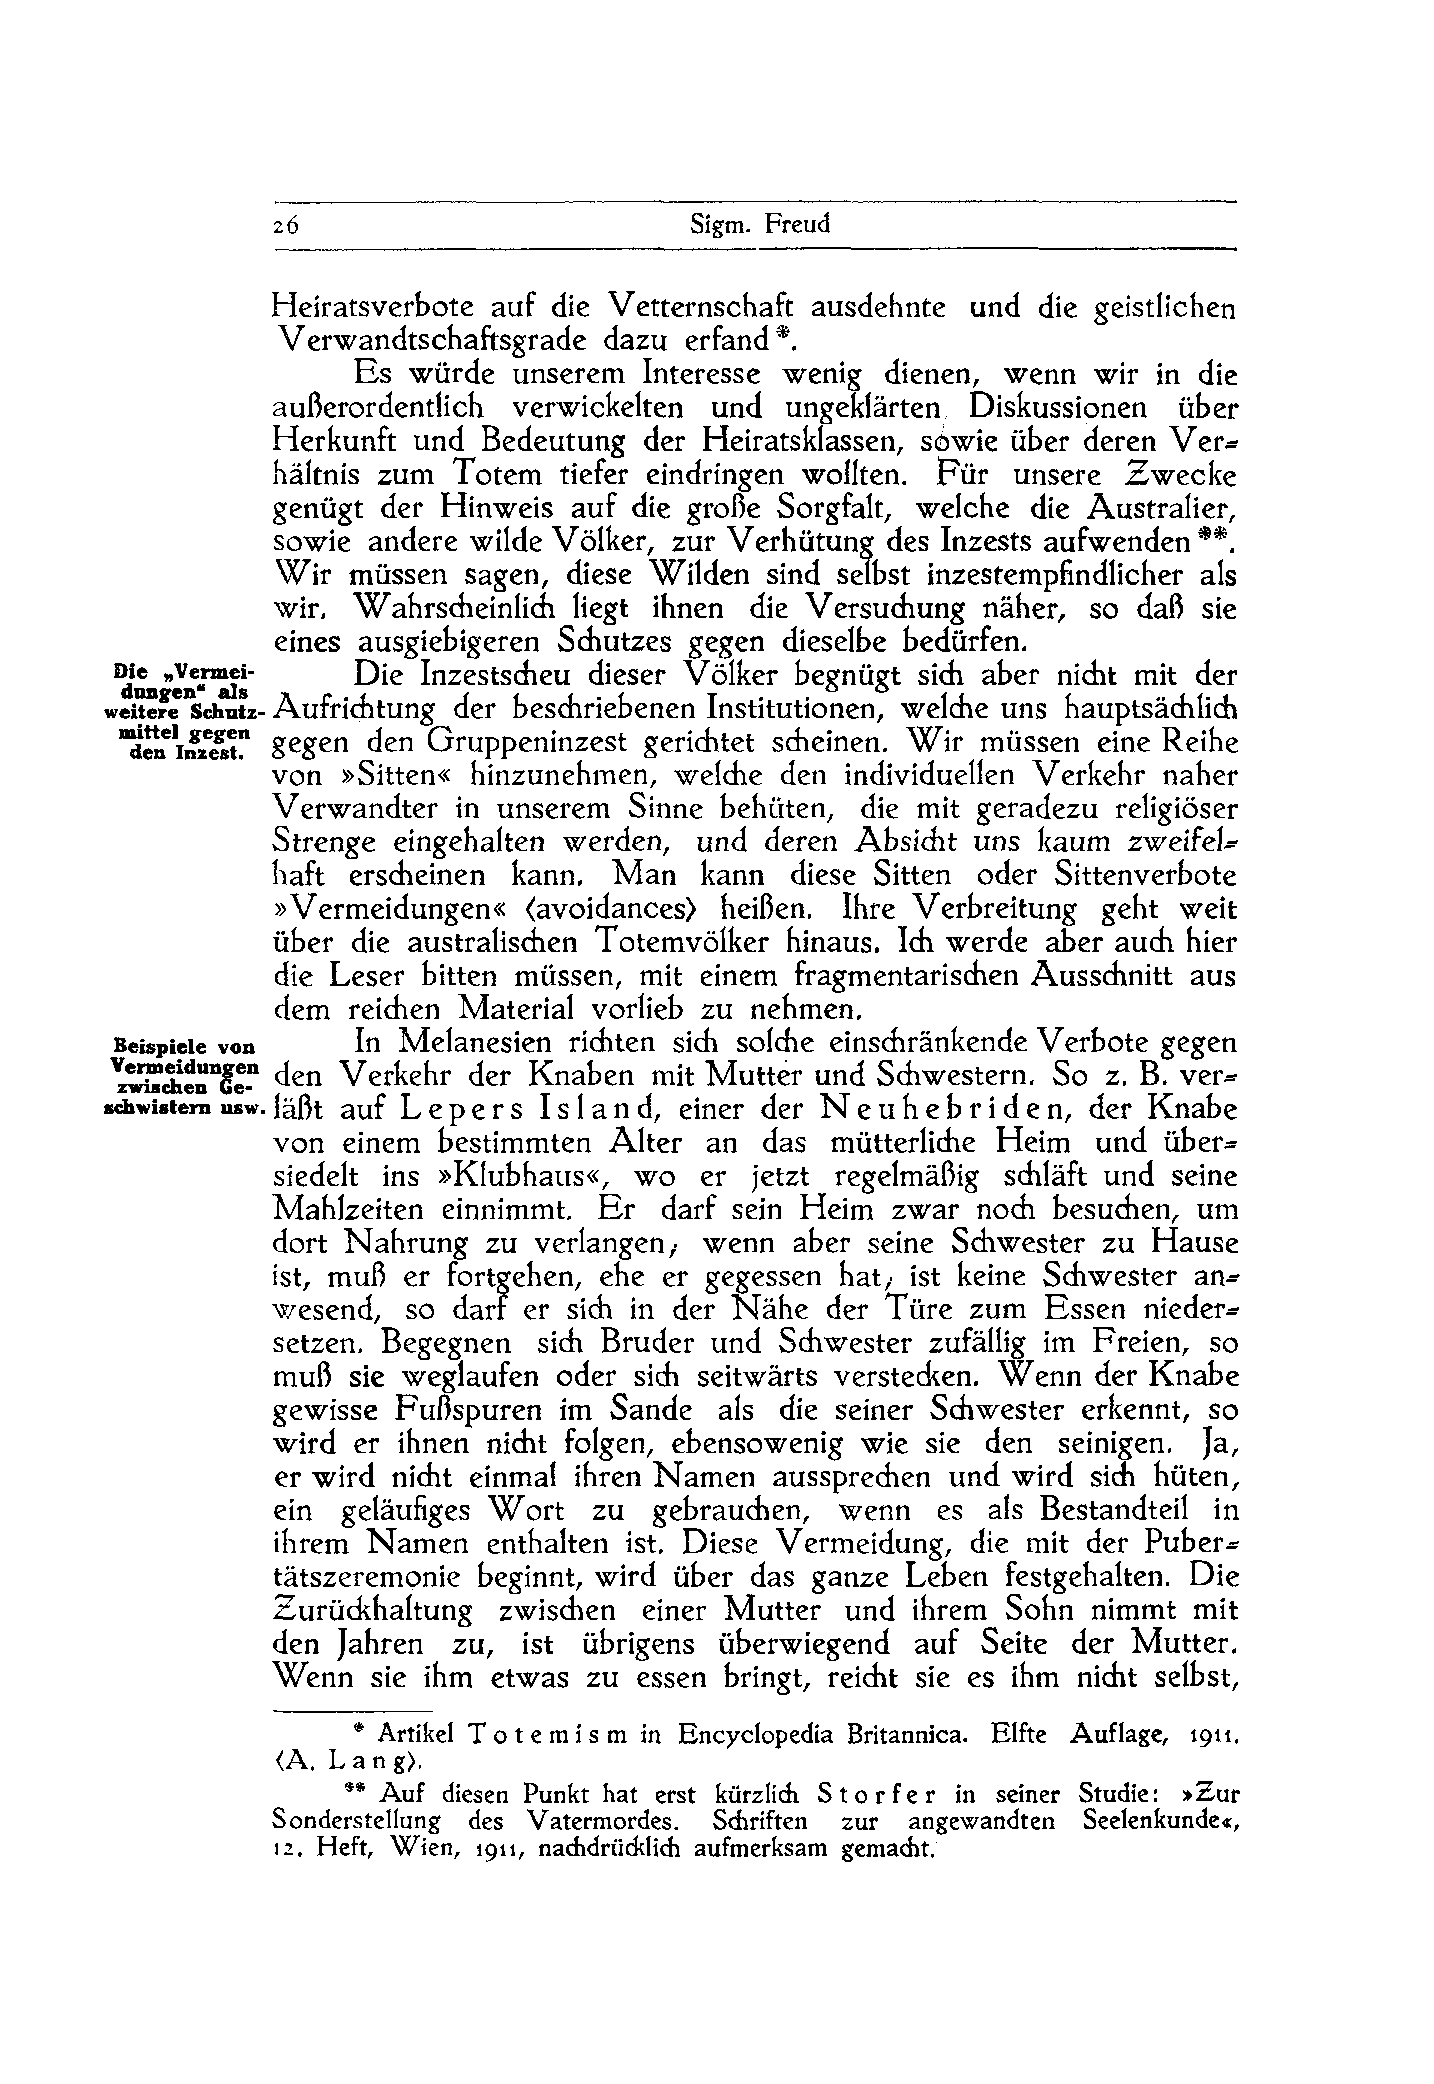 26 Sigm. Freud
Heiratsverbote auf die Vetternschaft ausdehnte und die geistlichen
Verwandtschaftsgrade dazu erfand*.
Es würde unserem Interesse wenig dienen, wenn wir in die
außerordentlich verwickelten und ungeklärten Diskussionen über
Herkunft und Bedeutung der Heiratsklassen, sowie über deren Ver-
hältnis zum Totem tiefer eindringen wollten. Für unsere Zwecke
genügt der Hinweis auf die große Sorgfalt, welche die Australier,
sowie andere wilde Völker, zur Verhütung des Inzests aufwenden**.
Wir müssen sagen, diese Wilden sind selbst inzestempfindlicher als
wir. Wahrscheinlich liegt ihnen die Versuchung näher, so daß sie
eines ausgiebigeren Schutzes gegen dieselbe bedürfen.
Die „Vermei-
dungen“ als
weitere Schutz-
mittel gegen
den Inzest.
Die Inzestscheu dieser Völker begnügt sich aber nicht mit der
Aufrichtung der beschriebenen Institutionen, welche uns hauptsächlich
gegen den Gruppeninzest gerichtet scheinen. Wir müssen eine Reihe
von »Sitten« hinzunehmen, welche den individuellen Verkehr naher
Verwandter in unserem Sinne behüten, die mit geradezu religiöser
Strenge eingehalten werden, und deren Absicht uns kaum zweifel-
haft erscheinen kann. Man kann diese Sitten oder Sittenverbote
»Vermeidungen« (avoidances) heißen. Ihre Verbreitung geht weit
über die australischen Totemvölker hinaus. Ich werde aber auch hier
die Leser bitten müssen, mit einem fragmentarischen Ausschnitt aus
dem reichen Material vorlieb zu nehmen.
Beispiele von
Vermeidungen
zwischen Ge-
schwistern usw.
In Melanesien richten sich solche einschränkende Verbote gegen
den Verkehr der Knaben mit Mutter und Schwestern. So z. B. ver-
läßt auf Lepers Island, einer der Neuhebriden, der Knabe
von einem bestimmten Alter an das mütterliche Heim und über-
siedelt ins »Klubhaus«, wo er jetzt regelmäßig schläft und seine
Mahlzeiten einnimmt. Er darf sein Heim zwar noch besuchen, um
dort Nahrung zu verlangen; wenn aber seine Schwester zu Hause
ist, muß er fortgehen, ehe er gegessen hat; ist keine Schwester an-
wesend, so darf er sich in der Nähe der Türe zum Essen nieder-
setzen. Begegnen sich Bruder und Schwester zufällig im Freien, so
muß sie weglaufen oder sich seitwärts verstecken. Wenn der Knabe
gewisse Fußspuren im Sande als die seiner Schwester erkennt, so
wird er ihnen nicht folgen, ebensowenig wie sie den seinigen. Ja,
er wird nicht einmal ihren Namen aussprechen und wird sich hüten,
ein geläufiges Wort zu gebrauchen, wenn es als Bestandteil in
ihrem Namen enthalten ist. Diese Vermeidung, die mit der Puber-
tätszeremonie beginnt, wird über das ganze Leben festgehalten. Die
Zurückhaltung zwischen einer Mutter und ihrem Sohn nimmt mit
den Jahren zu, ist übrigens überwiegend auf Seite der Mutter.
Wenn sie ihm etwas zu essen bringt, reicht sie es ihm nicht selbst,
* Artikel Totemism in Encyclopedia Britannica. Elfte Auflage, 1911.
(A. Lang).
** Auf diesen Punkt hat erst kürzlich Storfer in seiner Studie: »Zur
Sonderstellung des Vatermordes. Schriften zur angewandten Seelenkunde«,
12. Heft, Wien, 1911, nachdrücklich aufmerksam gemacht.